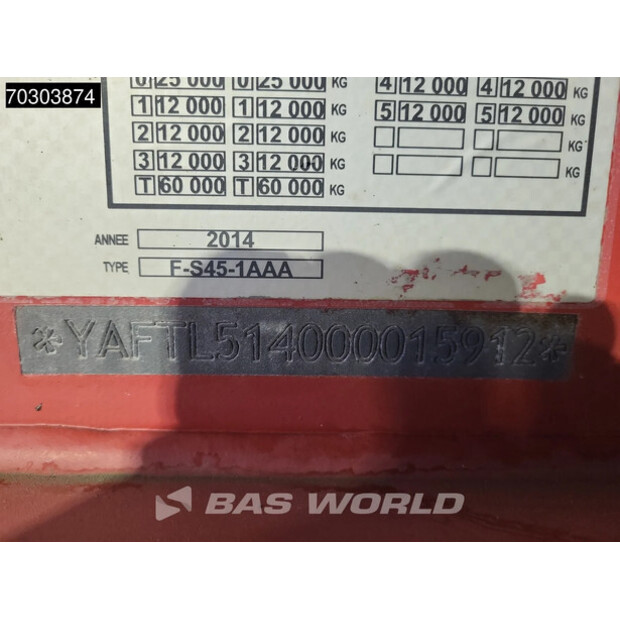 70303874
0 25 000 0 25 000 KG 4 12 000 4 12 000 KG
1 12 000 1 12 000 KG 5 12 000 5 12 000 KG
2 12 000 2 12 000 KG KG
3 12 000 3 12 000 KG KG
T 60 000 T 60 000 KG
ANNEE 2014
TYPE F-S45-1AAA
*YAFTL514000015912*
BAS WORLD